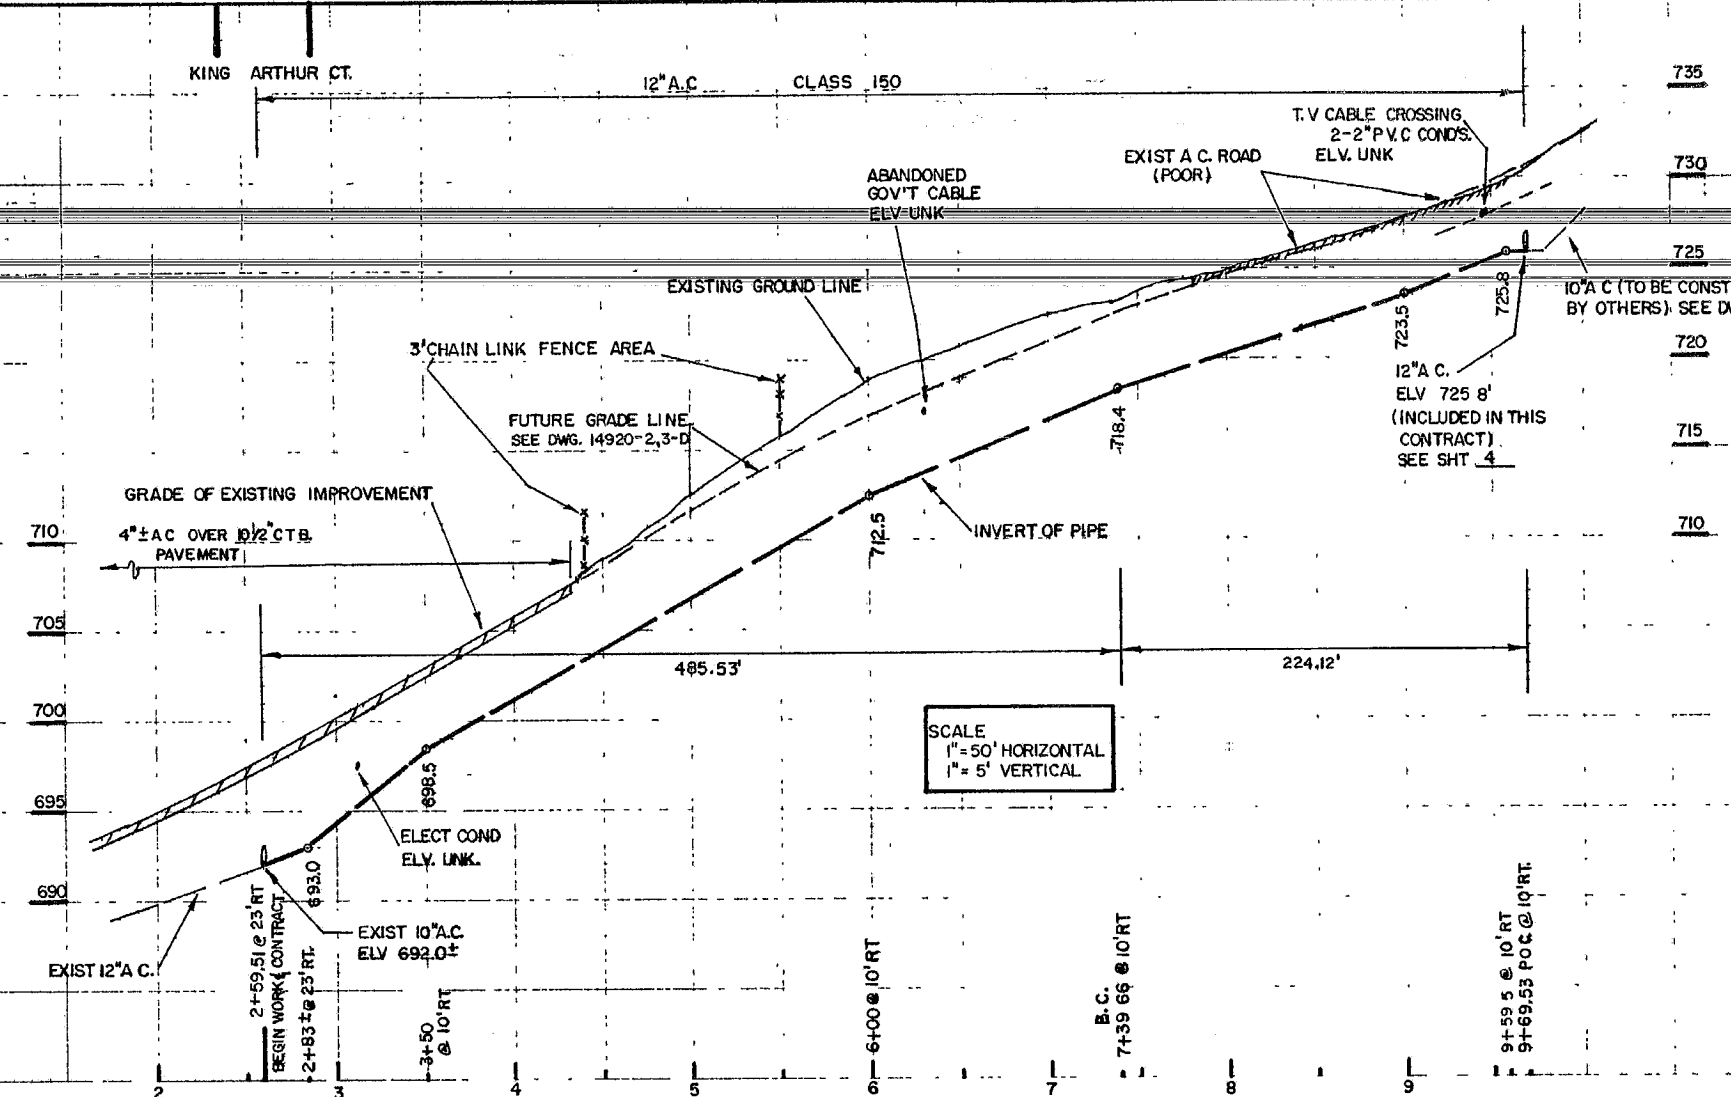 KING ARTHUR CT.
12"A.C CLASS 150
735
T.V CABLE CROSSING
2-2"P.V.C COND'S.
ELV. UNK
EXIST A C. ROAD
(POOR)
730
ABANDONED
GOV'T CABLE
ELV UNK
EXISTING GROUND LINE
725
725.8
723.5
10"A C (TO BE CONST
BY OTHERS). SEE
3'CHAIN LINK FENCE AREA
720
12"A C.
ELV 725 8'
(INCLUDED IN THIS
CONTRACT)
SEE SHT 4
FUTURE GRADE LINE
SEE DWG. 14920-2,3-D
718.4
715
GRADE OF EXISTING IMPROVEMENT
4"±A C OVER 10½"C T B.
PAVEMENT
710
712.5
INVERT OF PIPE
710
705
485.53'
224.12'
700
SCALE
1"=50' HORIZONTAL
1"= 5' VERTICAL
698.5
695
ELECT COND
ELV. UNK.
693.0
690
EXIST 10"A.C.
ELV 692.0±
EXIST 12"A C.
2+59.51 @ 23' RT
BEGIN WORK & CONTRACT
2+83 ± @ 23' RT.
3+50
@ 10' RT
6+00 @ 10' RT
B.C.
7+39 66 @ 10' RT
9+59 5 @ 10' RT
9+69.53 P O C @ 10' RT.
2 3 4 5 6 7 8 9